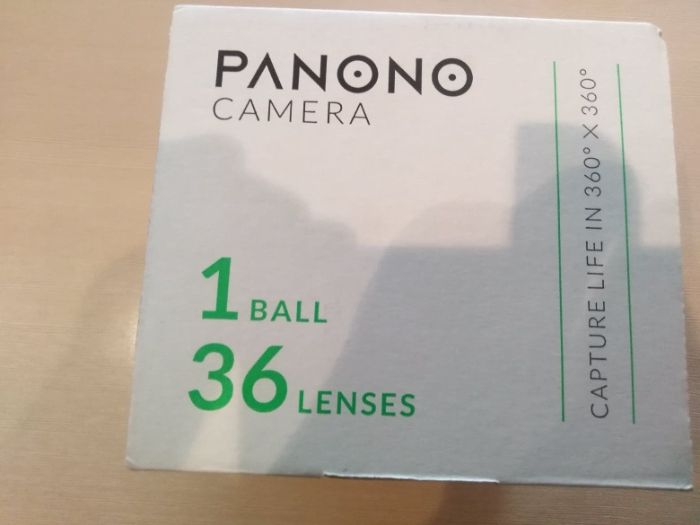 PANONO
CAMERA
1 BALL
36 LENSES
CAPTURE LIFE IN 360° X 360°